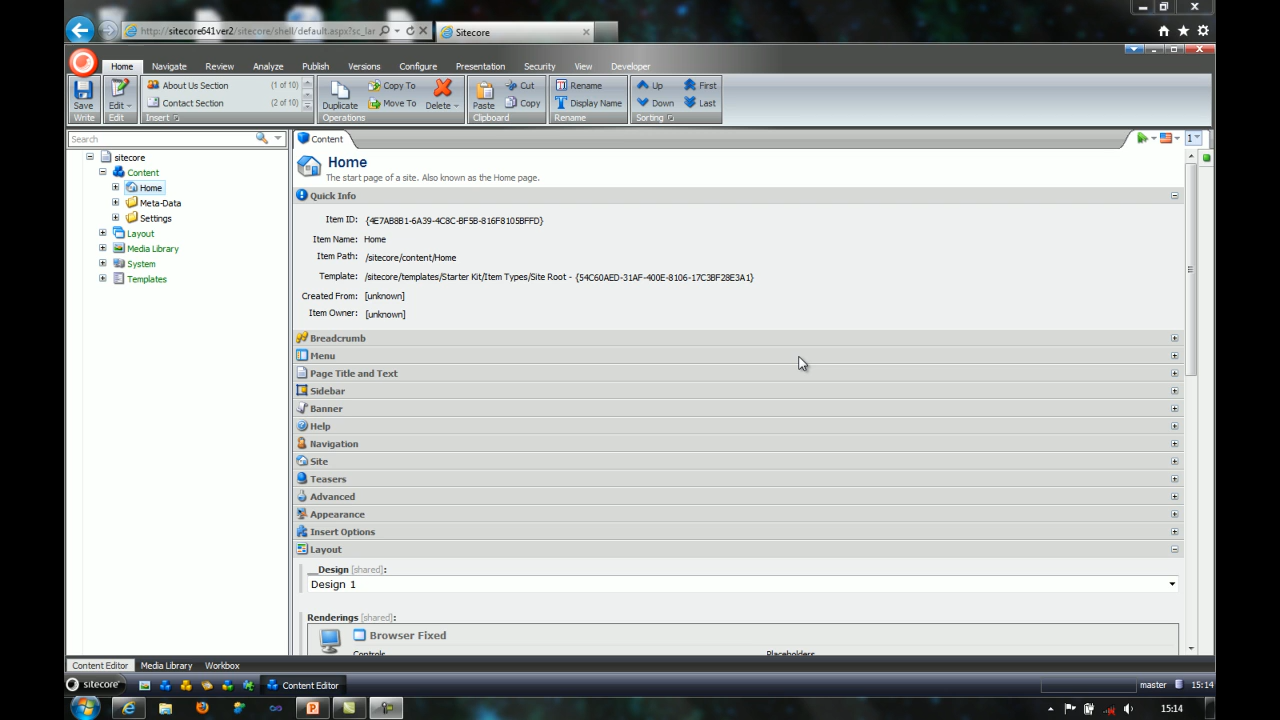 15:14
http://sitecore641ver2/sitecore/shell/default.aspx?sc_lar
Sitecore
Home Navigate Review Analyze Publish Versions Configure Presentation Security View Developer
Save
Write
Edit
Edit
About Us Section (1 of 10)
Contact Section (2 of 10)
Insert
Duplicate
Copy To
Move To
Delete
Operations
Paste
Cut
Copy
Clipboard
Rename
Display Name
Rename
Up
Down
First
Last
Sorting
Search
sitecore
Content
Home
Meta-Data
Settings
Layout
Media Library
System
Templates
Content
1
Home
The start page of a site. Also known as the Home page.
Quick Info
Item ID: {4E7AB8B1-6A39-4C8C-BF5B-816F8105BFFD}
Item Name: Home
Item Path: /sitecore/content/Home
Template: /sitecore/templates/Starter Kit/Item Types/Site Root - {54C60AED-31AF-400E-8106-17C3BF28E3A1}
Created From: [unknown]
Item Owner: [unknown]
Breadcrumb
Menu
Page Title and Text
Sidebar
Banner
Help
Navigation
Site
Teasers
Advanced
Appearance
Insert Options
Layout
__Design [shared]:
Design 1
Renderings [shared]:
Browser Fixed
Controls Placeholders
Content Editor Media Library Workbox
sitecore Content Editor master 15:14
15:14